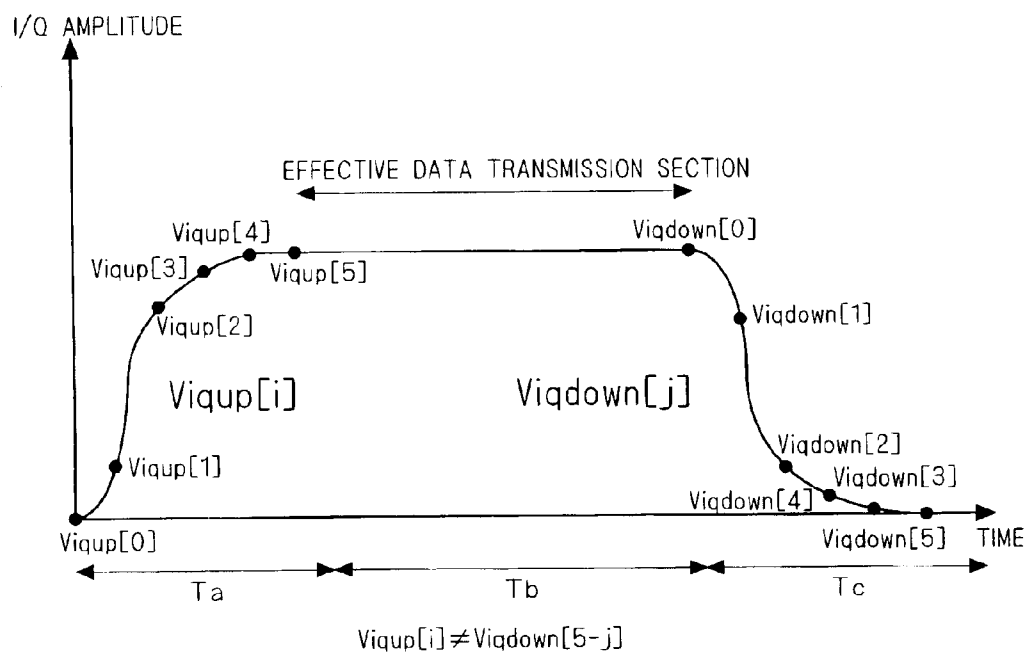 I/Q AMPLITUDE
EFFECTIVE DATA TRANSMISSION SECTION
Viqup[4]
Viqdown[0]
Viqup[3]
Viqup[5]
Viqup[2]
Viqdown[1]
Viqup[i]
Viqdown[j]
Viqup[1]
Viqdown[2]
Viqdown[3]
Viqdown[4]
Viqup[0]
Viqdown[5]
TIME
Ta
Tb
Tc
Viqup[i]≠Viqdown[5-j]